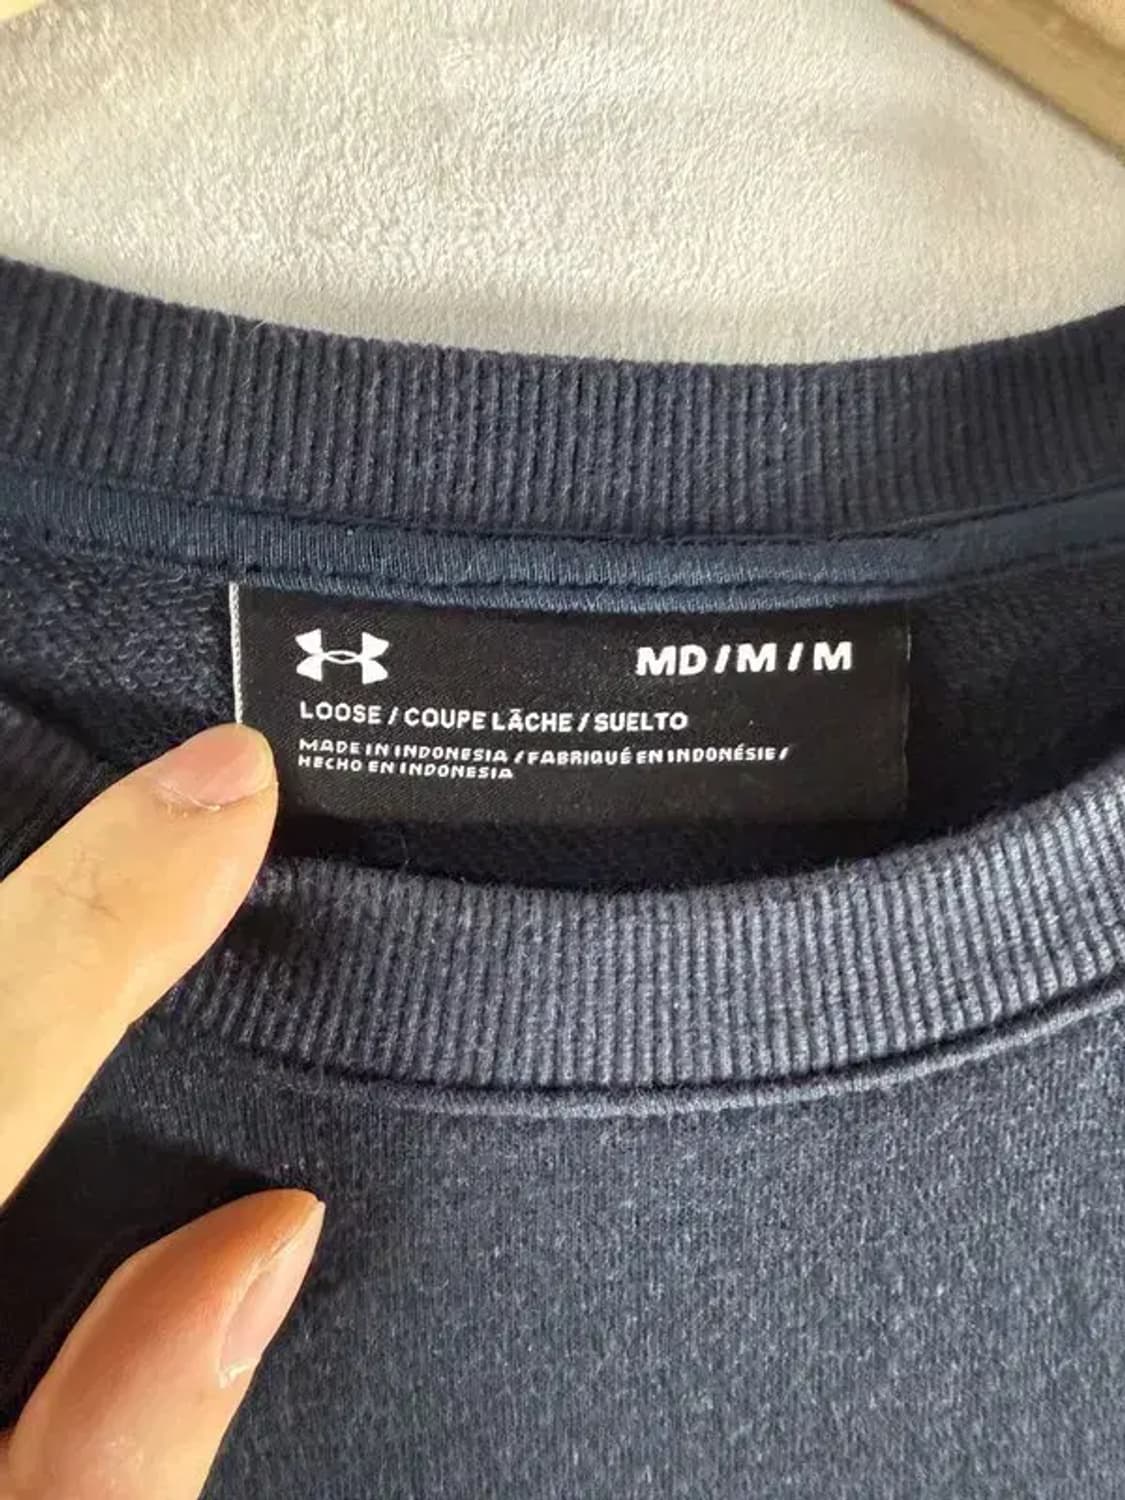 MD/M/M
LOOSE / COUPE LÂCHE / SUELTO
MADE IN INDONESIA / FABRIQUÉ EN INDONÉSIE /
HECHO EN INDONESIA